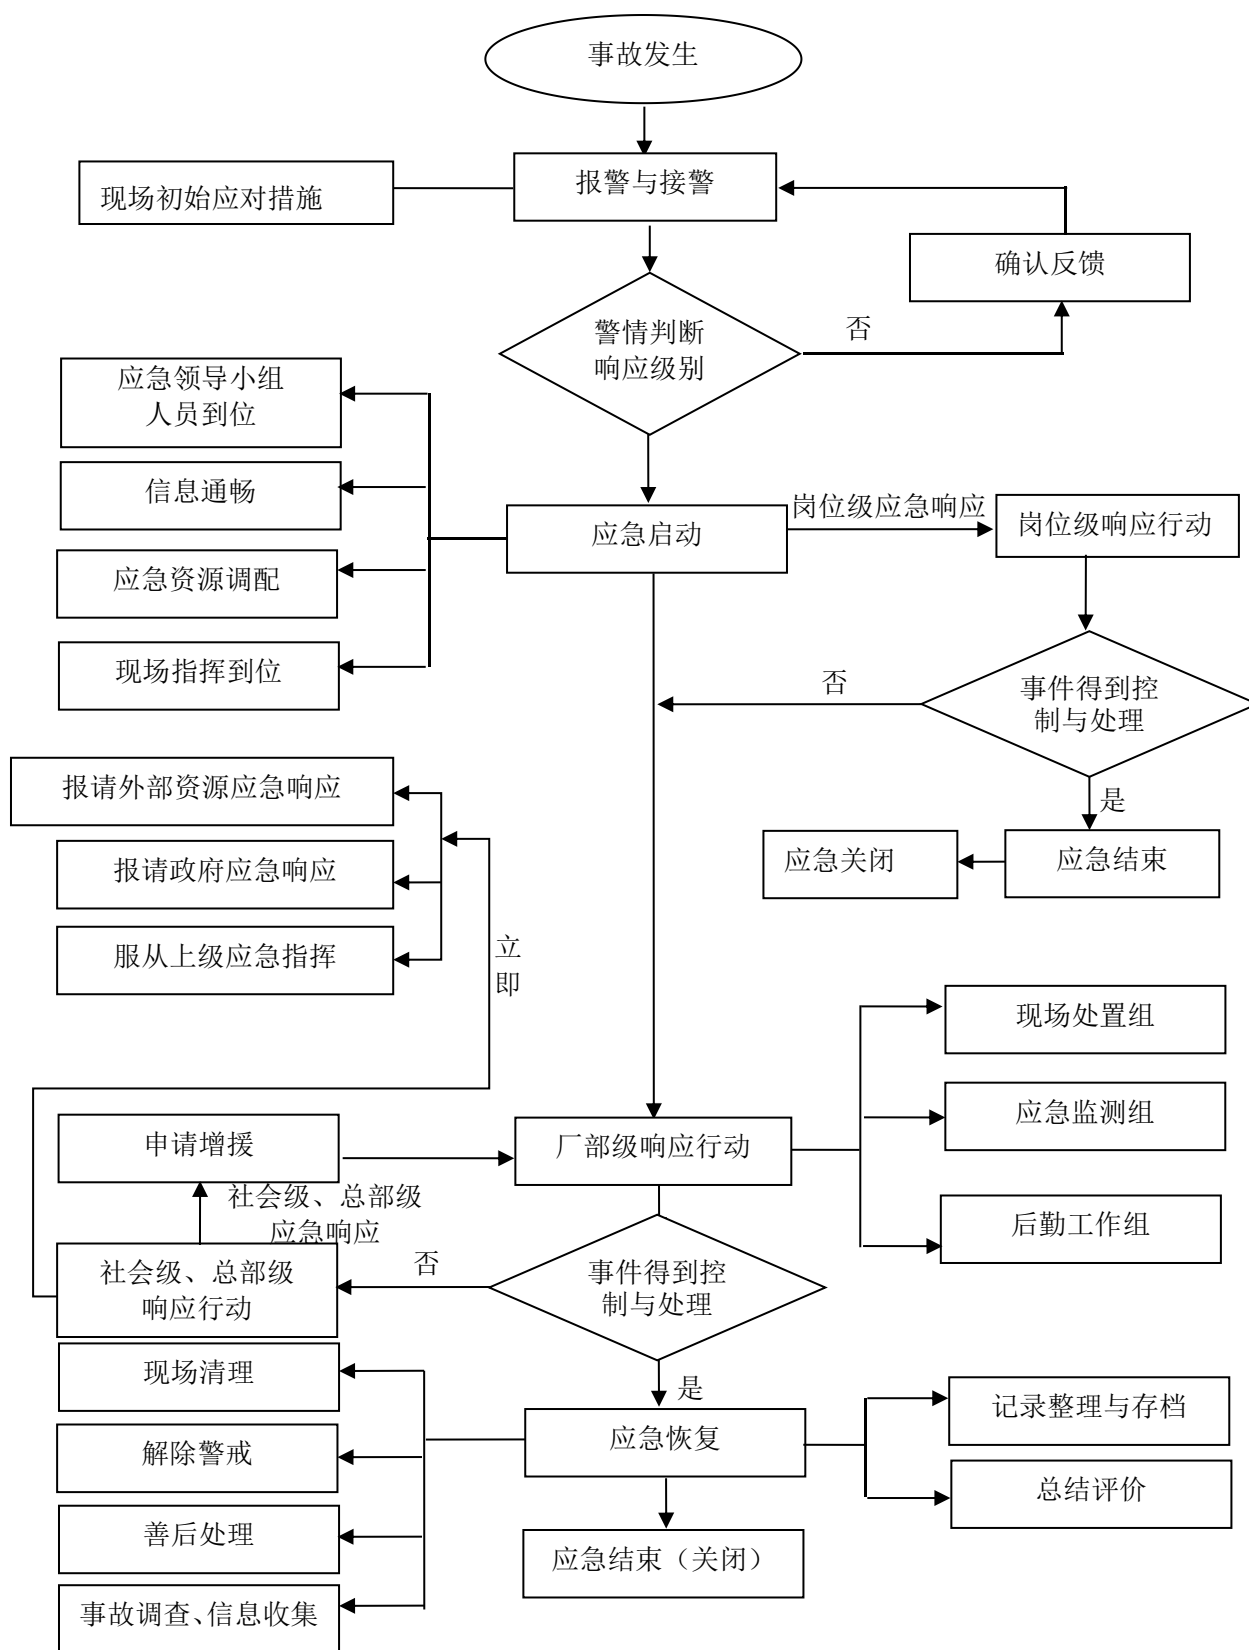 事故发生
报警与接警
现场初始应对措施
确认反馈
警情判断
响应级别
否
应急领导小组
人员到位
信息通畅
应急资源调配
现场指挥到位
应急启动
岗位级应急响应
岗位级响应行动
事件得到控
制与处理
否
是
应急结束
应急关闭
报请外部资源应急响应
报请政府应急响应
服从上级应急指挥
立
即
现场处置组
应急监测组
后勤工作组
厂部级响应行动
申请增援
社会级、总部级
应急响应
社会级、总部级
响应行动
否
事件得到控
制与处理
是
现场清理
解除警戒
善后处理
事故调查、信息收集
应急恢复
记录整理与存档
总结评价
应急结束（关闭）